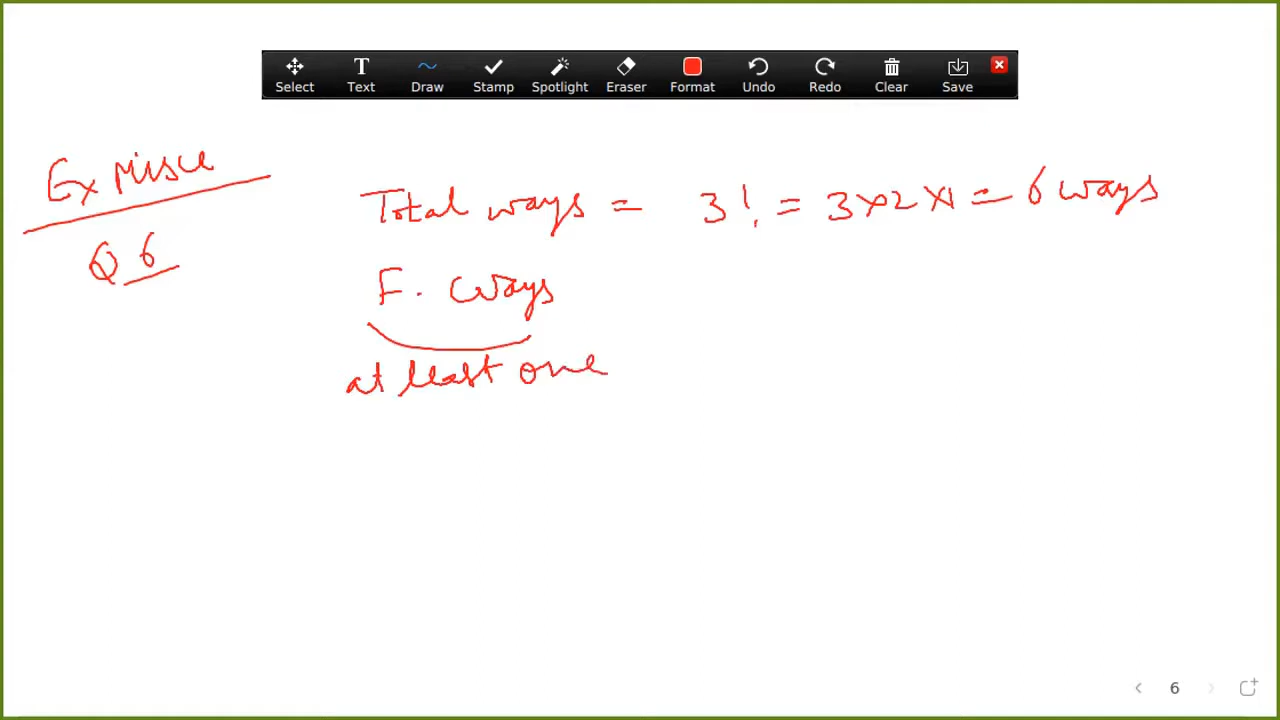 Select Text Draw Stamp Spotlight Eraser Format Undo Redo Clear Save
Ex Misce
Q 6
Total ways = 3! = 3×2×1 = 6 ways
F. ways
at least one
6